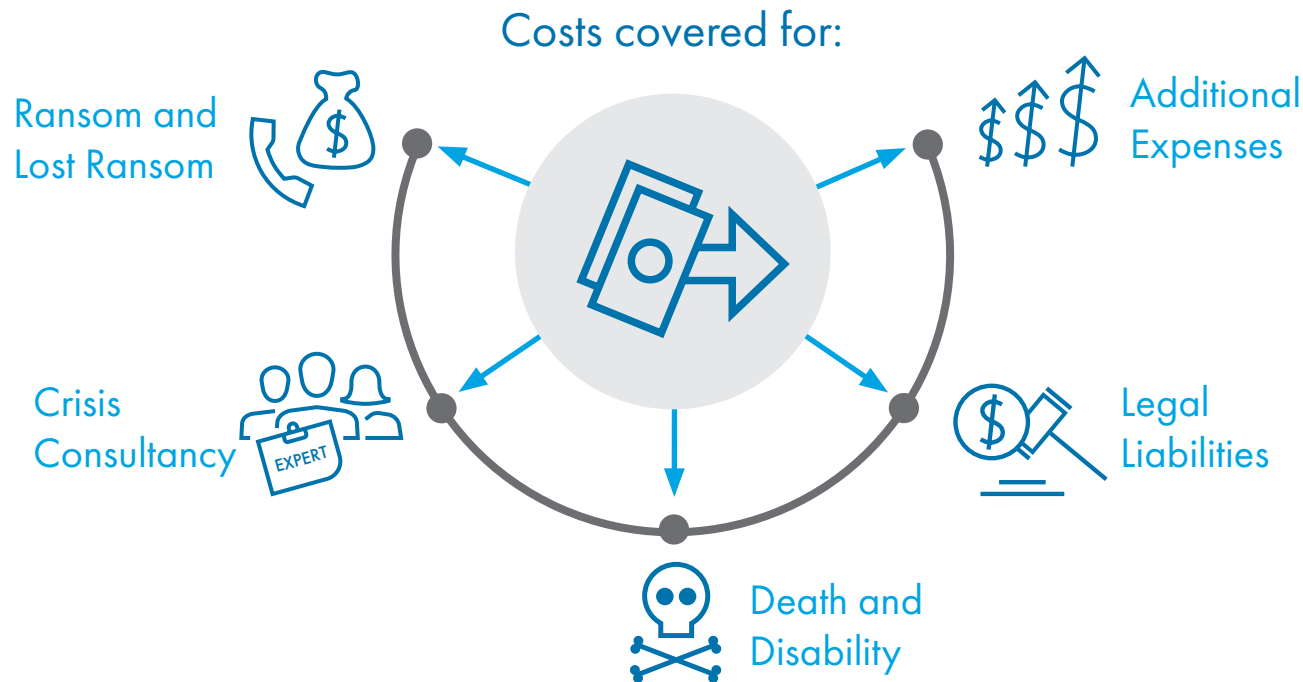 Costs covered for:
Ransom and
Lost Ransom
$
$
$
$
Additional
Expenses
Crisis
Consultancy
EXPERT
$
Legal
Liabilities
Death and
Disability